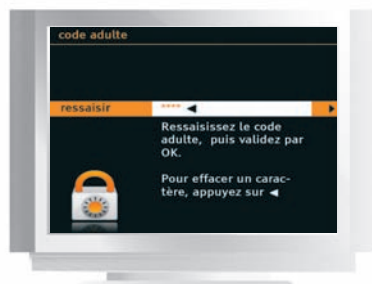 code adulte
ressaisir **** ◄
Ressaisissez le code
adulte, puis validez par
OK.
Pour effacer un carac-
tère, appuyez sur ◄